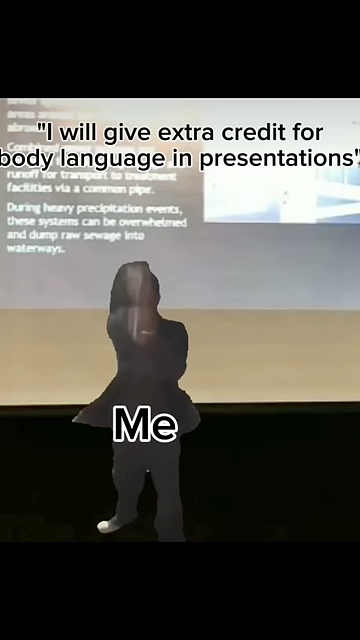 "I will give extra credit for
body language in presentations"
runoff for transport to treatment
facilities via a common pipe.
During heavy precipitation events,
these systems can be overwhelmed
and dump raw sewage into
waterways.
Me